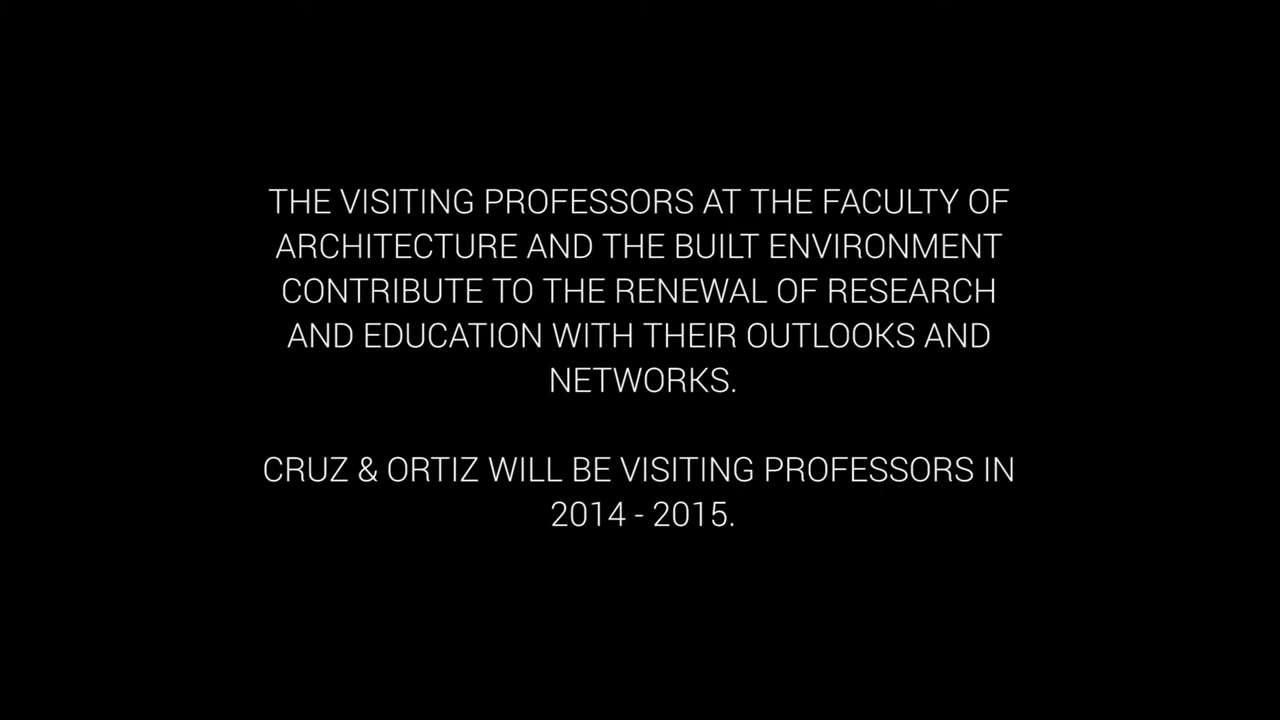 THE VISITING PROFESSORS AT THE FACULTY OF
ARCHITECTURE AND THE BUILT ENVIRONMENT
CONTRIBUTE TO THE RENEWAL OF RESEARCH
AND EDUCATION WITH THEIR OUTLOOKS AND
NETWORKS.
CRUZ & ORTIZ WILL BE VISITING PROFESSORS IN
2014 - 2015.